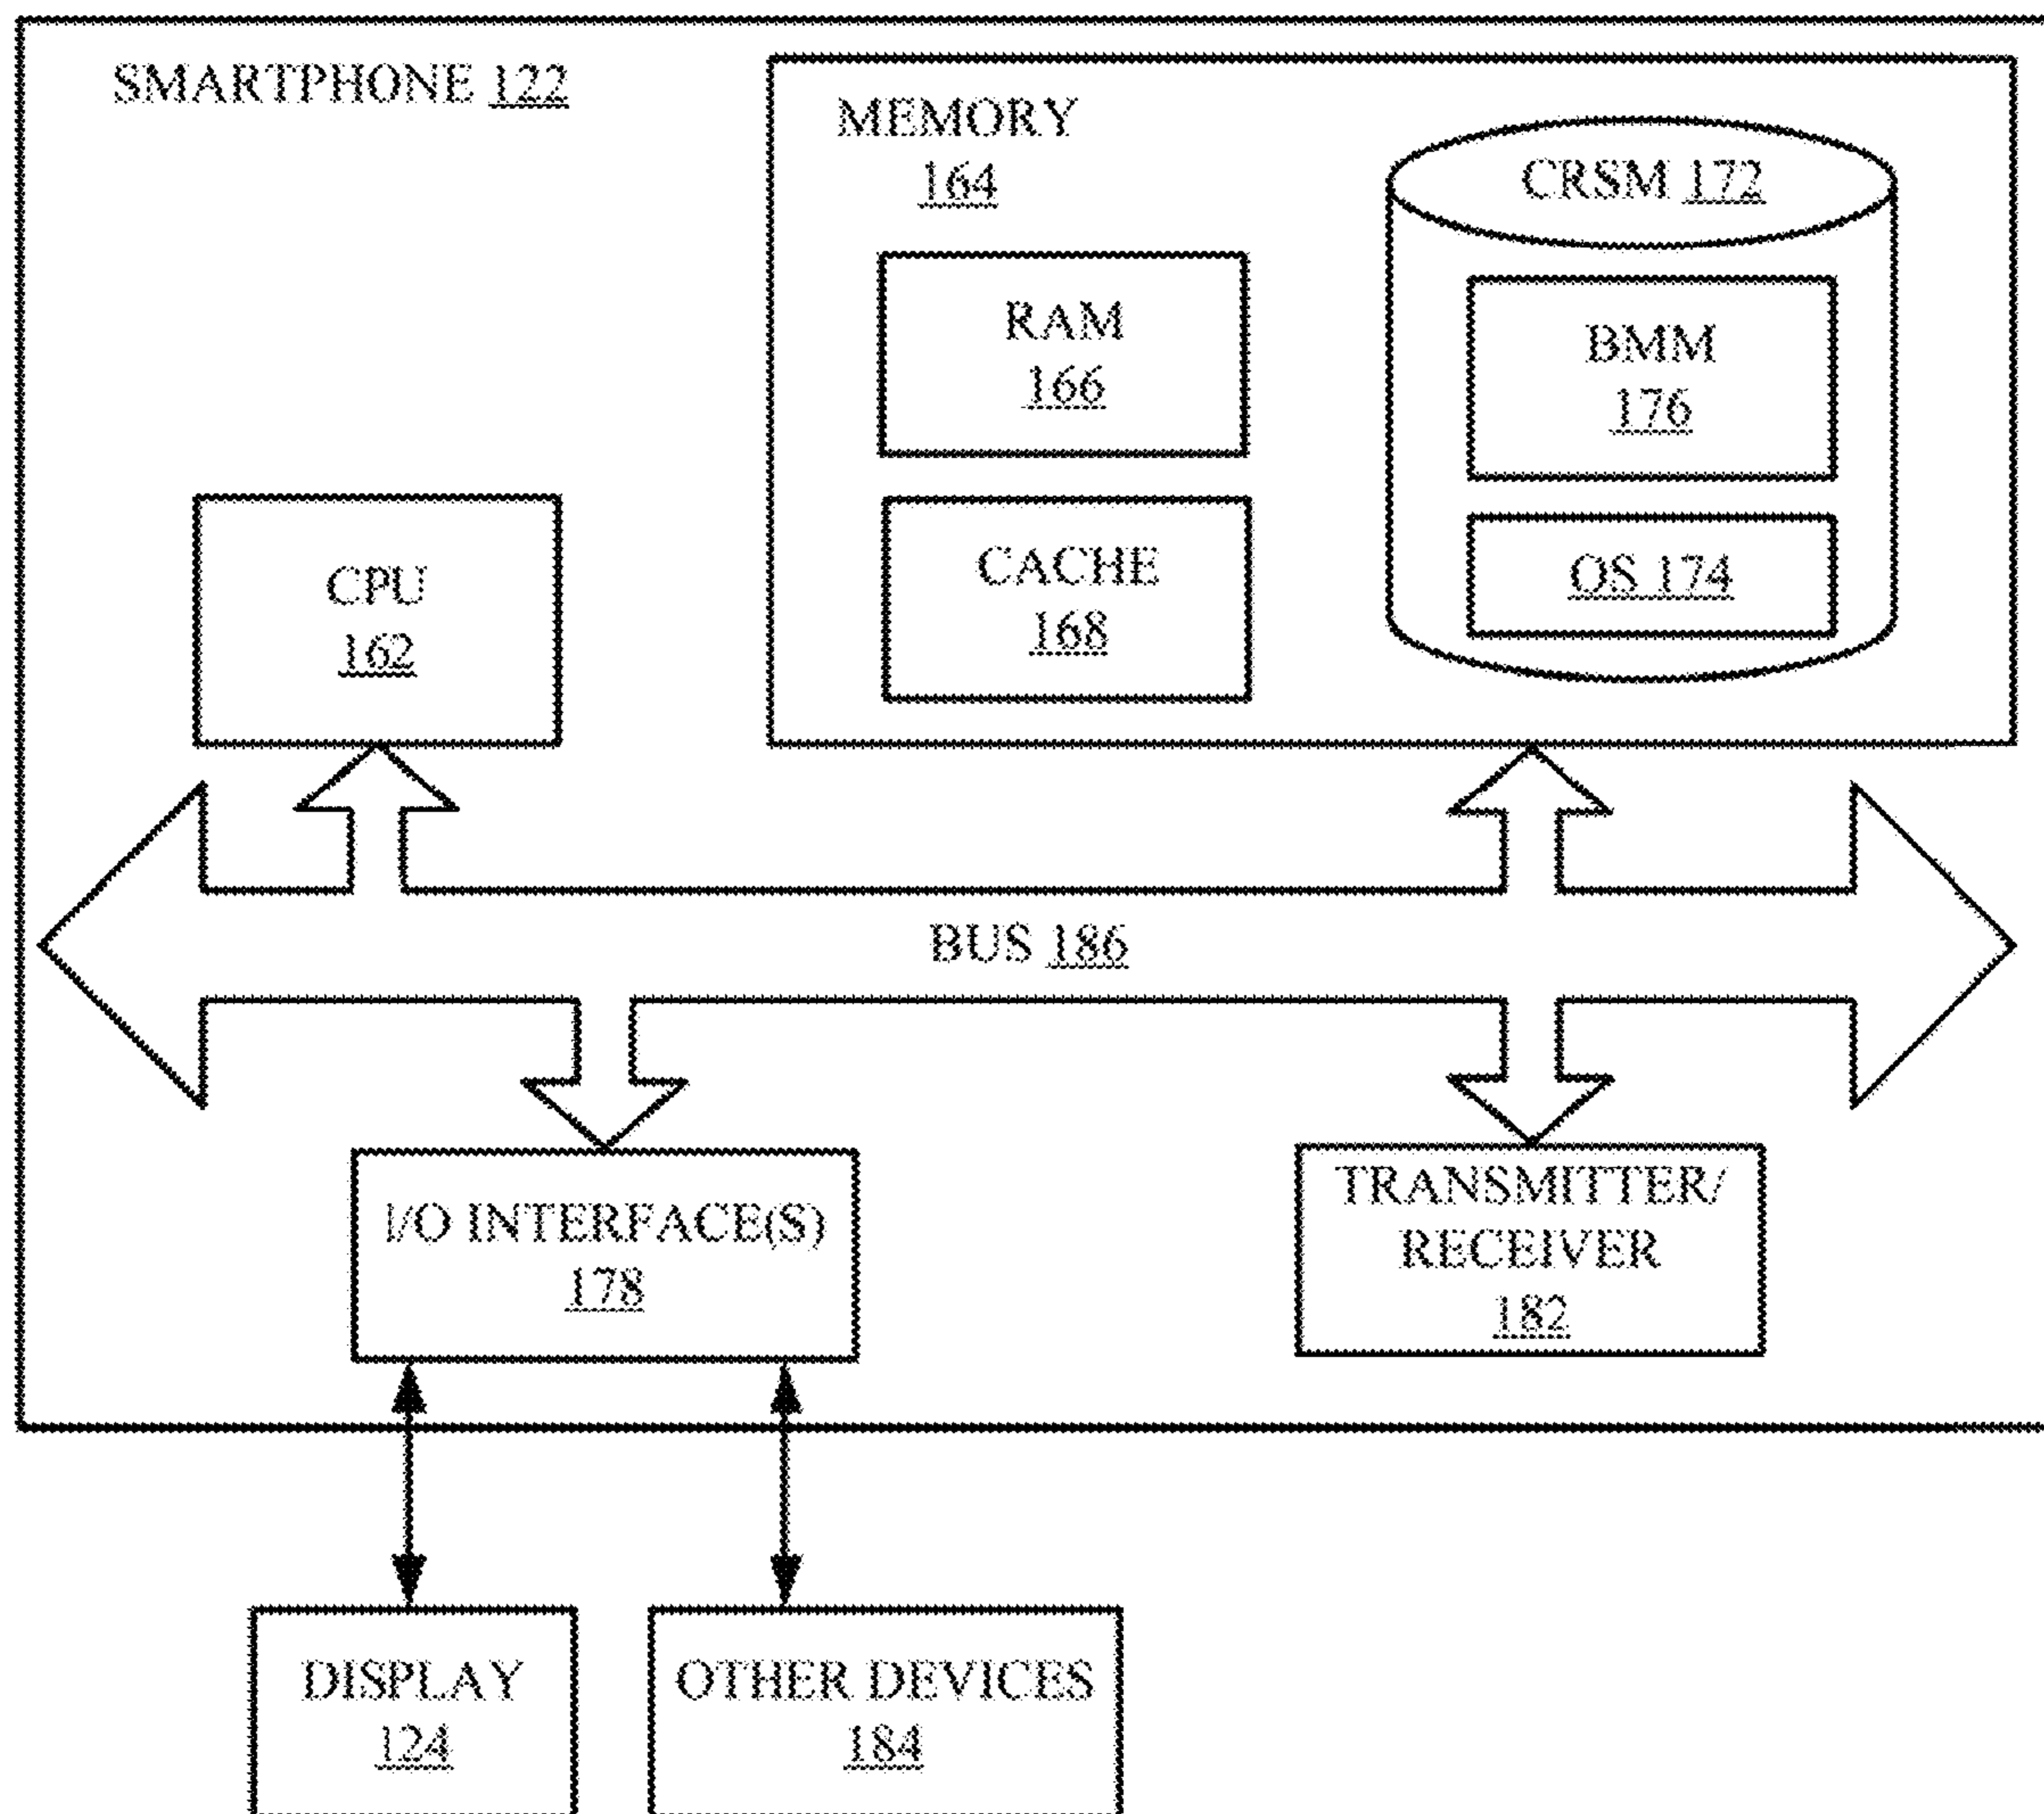 SMARTPHONE 122
MEMORY
164
CRSM 172
RAM
166
BMM
176
CACHE
168
OS 174
CPU
162
BUS 186
I/O INTERFACE(S)
178
TRANSMITTER/
RECEIVER
182
DISPLAY
124
OTHER DEVICES
184